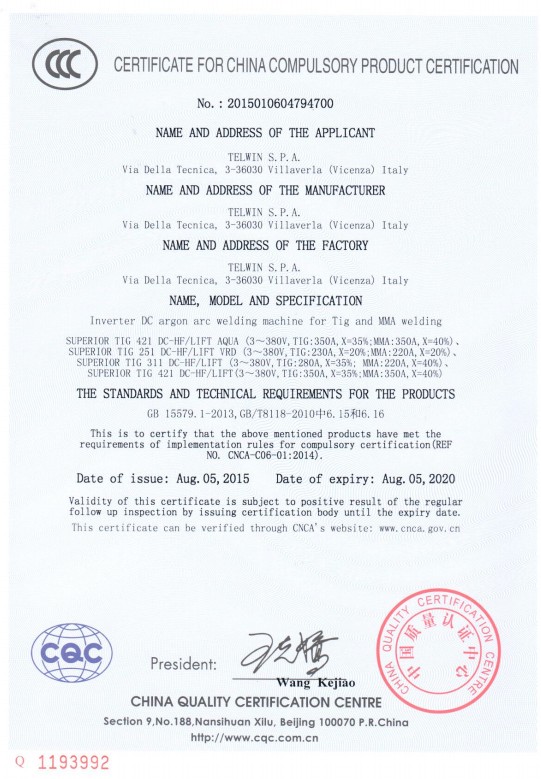 CCC
CERTIFICATE FOR CHINA COMPULSORY PRODUCT CERTIFICATION
No.: 2015010604794700
NAME AND ADDRESS OF THE APPLICANT
TELWIN S.P.A.
Via Della Tecnica, 3-36030 Villaverla (Vicenza) Italy
NAME AND ADDRESS OF THE MANUFACTURER
TELWIN S.P.A.
Via Della Tecnica, 3-36030 Villaverla (Vicenza) Italy
NAME AND ADDRESS OF THE FACTORY
TELWIN S.P.A.
Via Della Tecnica, 3-36030 Villaverla (Vicenza) Italy
NAME, MODEL AND SPECIFICATION
Inverter DC argon arc welding machine for Tig and MMA welding
SUPERIOR TIG 421 DC-HF/LIFT AQUA (3~380V,TIG:350A,X=35%;MMA:350A,X=40%)、
SUPERIOR TIG 251 DC-HF/LIFT VRD (3~380V,TIG:230A,X=20%;MMA:220A,X=20%)、
SUPERIOR TIG 311 DC-HF/LIFT (3~380V,TIG:280A,X=35%; MMA:220A,X=40%)、
SUPERIOR TIG 421 DC-HF/LIFT(3~380V,TIG:350A,X=35%;MMA:350A,X=40%)
THE STANDARDS AND TECHNICAL REQUIREMENTS FOR THE PRODUCTS
GB 15579.1-2013,GB/T8118-2010中6.15和6.16
This is to certify that the above mentioned products have met the
requirements of implementation rules for compulsory certification(REF
NO. CNCA-C06-01:2014).
Date of issue: Aug.05,2015 Date of expiry: Aug.05,2020
Validity of this certificate is subject to positive result of the regular
follow up inspection by issuing certification body until the expiry date.
This certificate can be verified through CNCA's website: www.cnca.gov.cn
CHINA QUALITY CERTIFICATION CENTRE
中国质量认证中心
CQC
President:
Wang Kejiao
CHINA QUALITY CERTIFICATION CENTRE
Section 9,No.188,Nansihuan Xilu, Beijing 100070 P.R.China
http://www.cqc.com.cn
Q 1193992